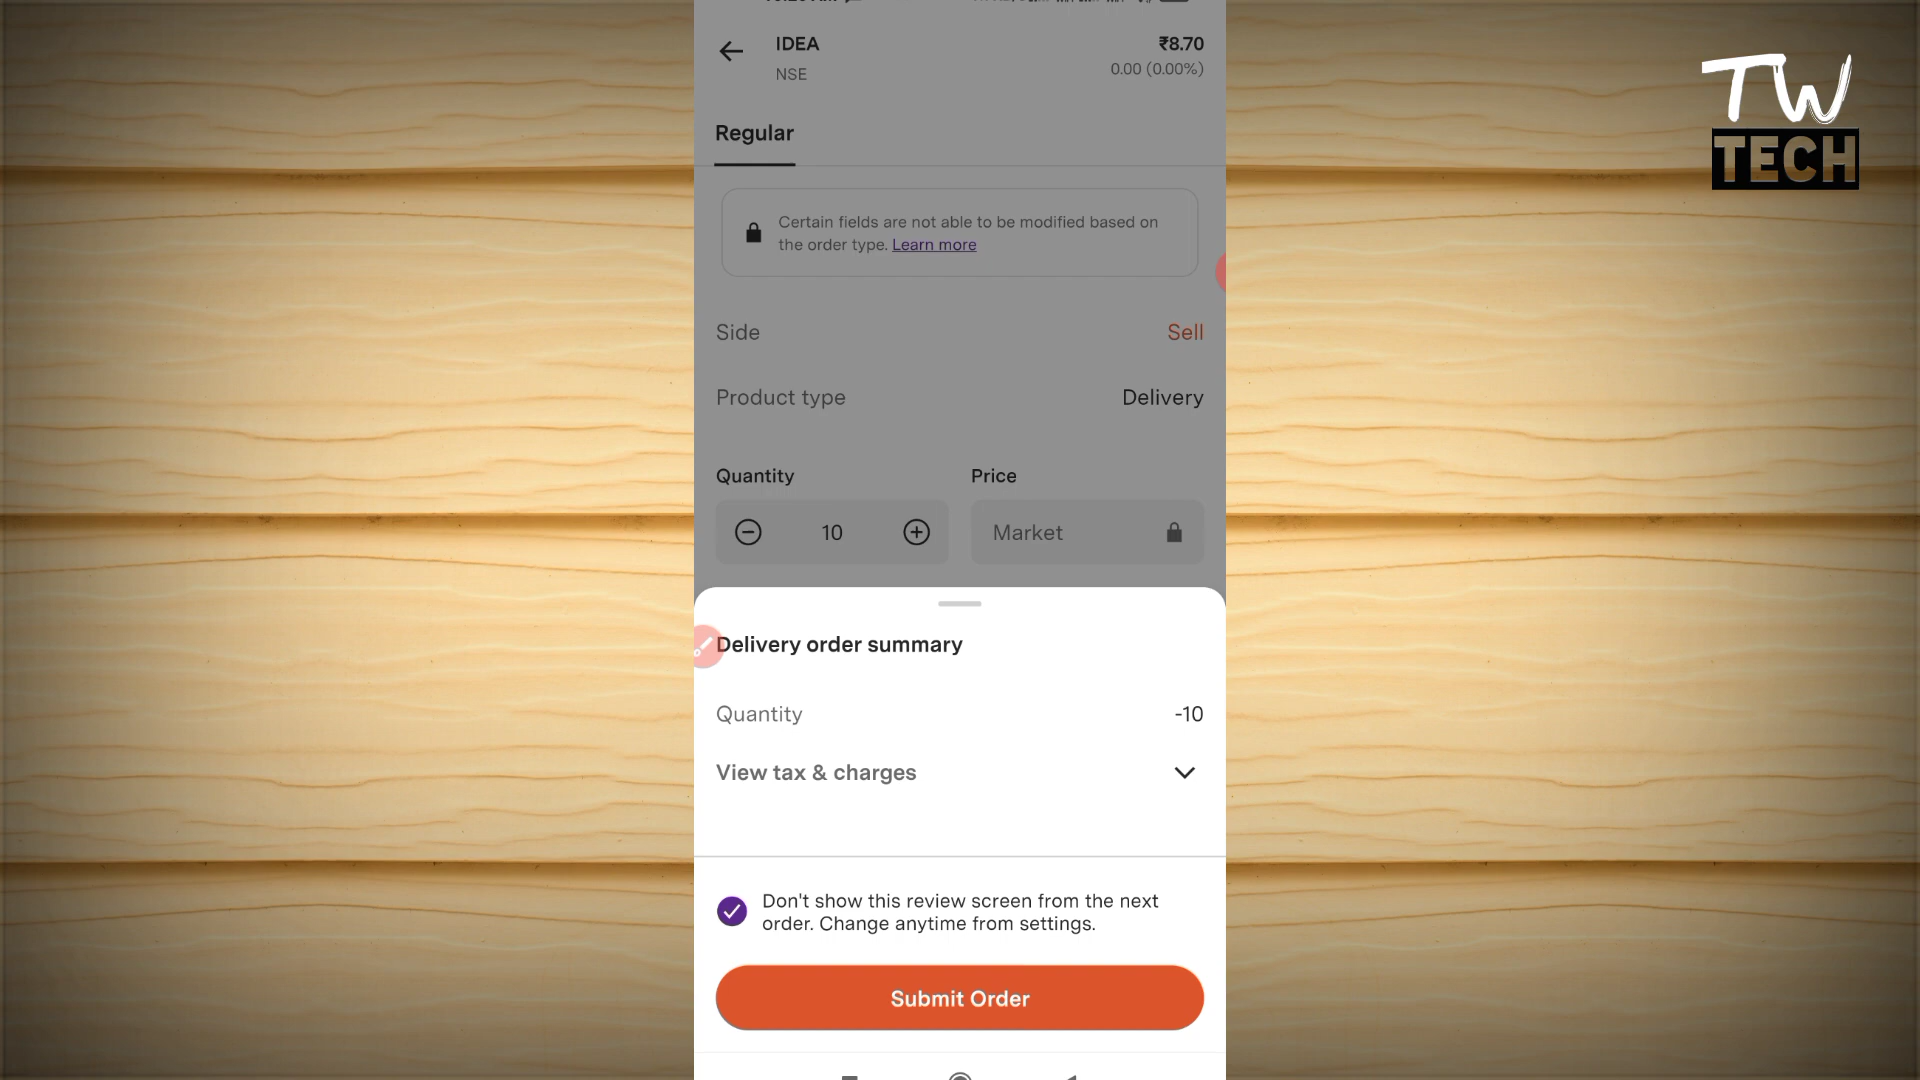 IDEA
₹8.70
NSE
0.00 (0.00%)
TW
TECH
Regular
Certain fields are not able to be modified based on
the order type. Learn more
Side
Sell
Product type
Delivery
Quantity
Price
10
Market
Delivery order summary
Quantity
-10
View tax & charges
Don't show this review screen from the next
order. Change anytime from settings.
Submit Order